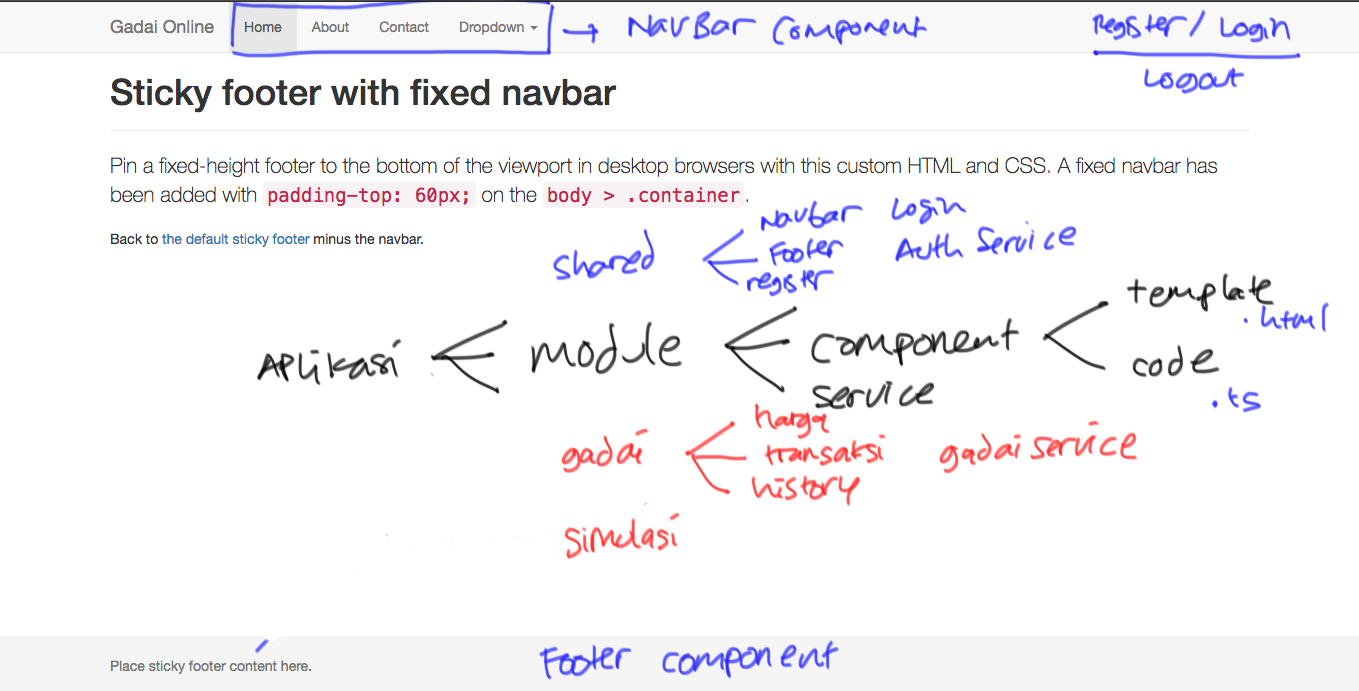 Gadai Online Home About Contact Dropdown → NavBar Component Register / Login
Logout
Sticky footer with fixed navbar
Pin a fixed-height footer to the bottom of the viewport in desktop browsers with this custom HTML and CSS. A fixed navbar has
been added with padding-top: 60px; on the body > .container.
Back to the default sticky footer minus the navbar.
shared
Navbar Login
Footer Auth Service
register
Aplikasi module component
service
template
.html
code
.ts
gadai
harga
transaksi gadai service
history
simulasi
Place sticky footer content here. Footer component